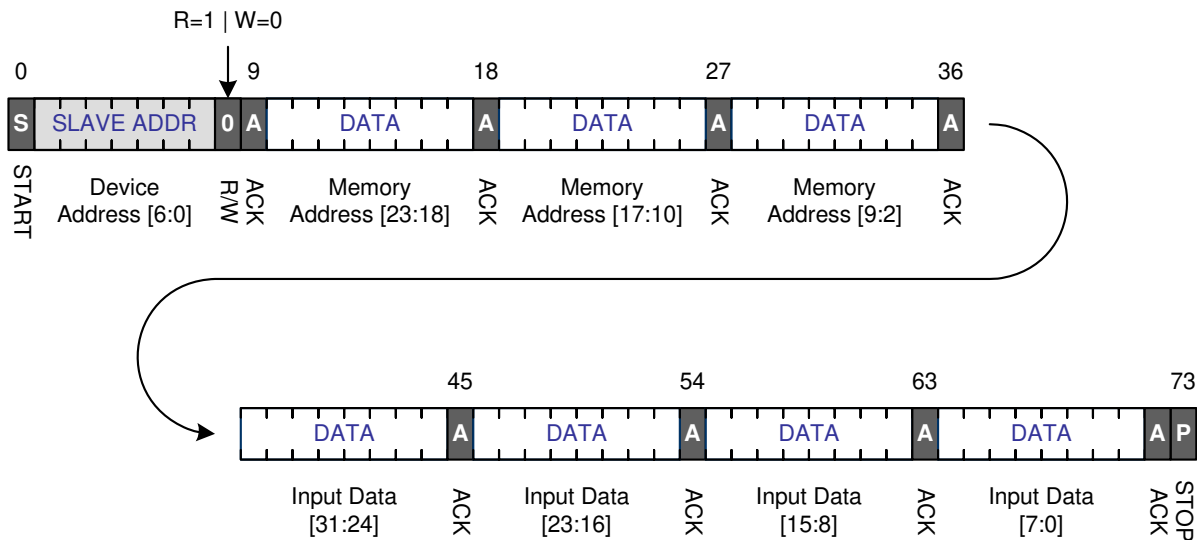 R=1 | W=0
0 9 18 27 36
S SLAVE ADDR 0 A DATA A DATA A DATA A
START Device Address [6:0] R/W ACK Memory Address [23:18] ACK Memory Address [17:10] ACK Memory Address [9:2] ACK
45 54 63 73
DATA A DATA A DATA A DATA A P
Input Data [31:24] ACK Input Data [23:16] ACK Input Data [15:8] ACK Input Data [7:0] ACK STOP